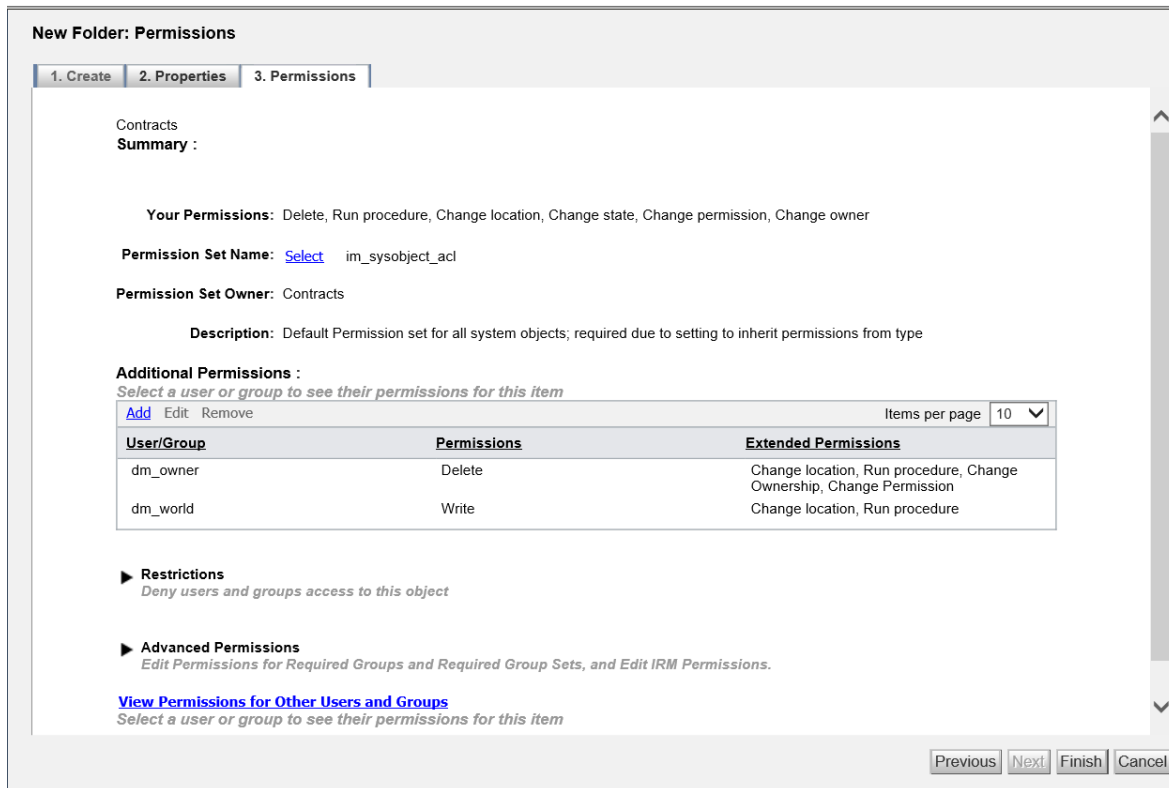 New Folder: Permissions
1. Create 2. Properties 3. Permissions
Contracts
Summary :
Your Permissions: Delete, Run procedure, Change location, Change state, Change permission, Change owner
Permission Set Name: Select im_sysobject_acl
Permission Set Owner: Contracts
Description: Default Permission set for all system objects; required due to setting to inherit permissions from type
Additional Permissions :
Select a user or group to see their permissions for this item
Add Edit Remove Items per page 10
User/Group Permissions Extended Permissions
dm_owner Delete Change location, Run procedure, Change
Ownership, Change Permission
dm_world Write Change location, Run procedure
Restrictions
Deny users and groups access to this object
Advanced Permissions
Edit Permissions for Required Groups and Required Group Sets, and Edit IRM Permissions.
View Permissions for Other Users and Groups
Select a user or group to see their permissions for this item
Previous Next Finish Cancel